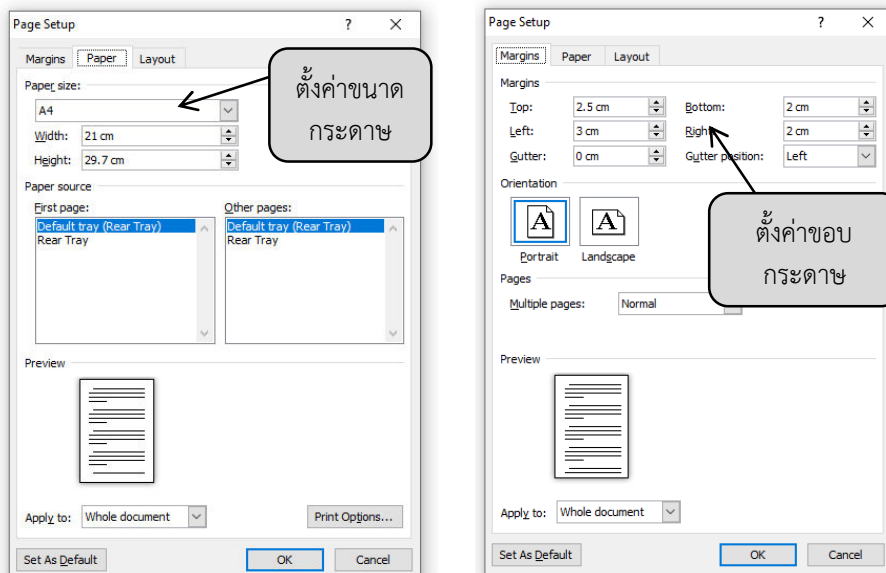 Page Setup ? ×
Margins Paper Layout
Paper size:
A4
Width: 21 cm
Height: 29.7 cm
Paper source
First page: Other pages:
Default tray (Rear Tray) Default tray (Rear Tray)
Rear Tray Rear Tray
Preview
Apply to: Whole document Print Options...
Set As Default OK Cancel
ตั้งค่าขนาด
กระดาษ
Page Setup ? ×
Margins Paper Layout
Margins
Top: 2.5 cm Bottom: 2 cm
Left: 3 cm Right: 2 cm
Gutter: 0 cm Gutter position: Left
Orientation
A A
Portrait Landscape
Pages
Multiple pages: Normal
Preview
Apply to: Whole document
Set As Default OK Cancel
ตั้งค่าขอบ
กระดาษ